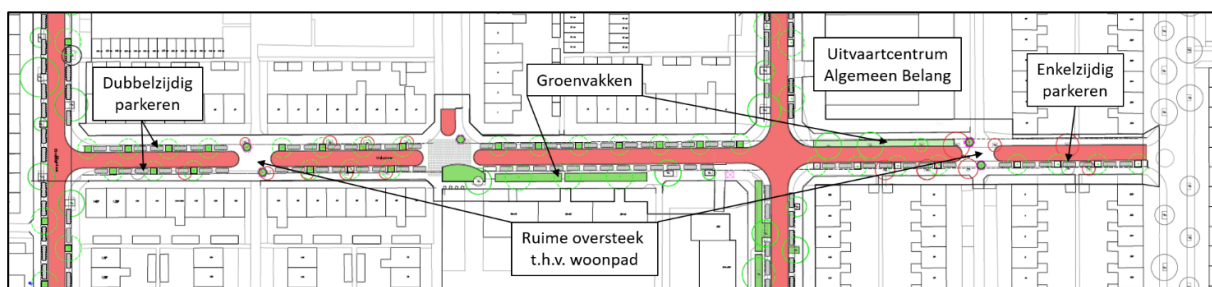 Dubbelzijdig
parkeren
Groenvakken
Uitvaartcentrum
Algemeen Belang
Enkelzijdig
parkeren
Ruime oversteek
t.h.v. woonpad